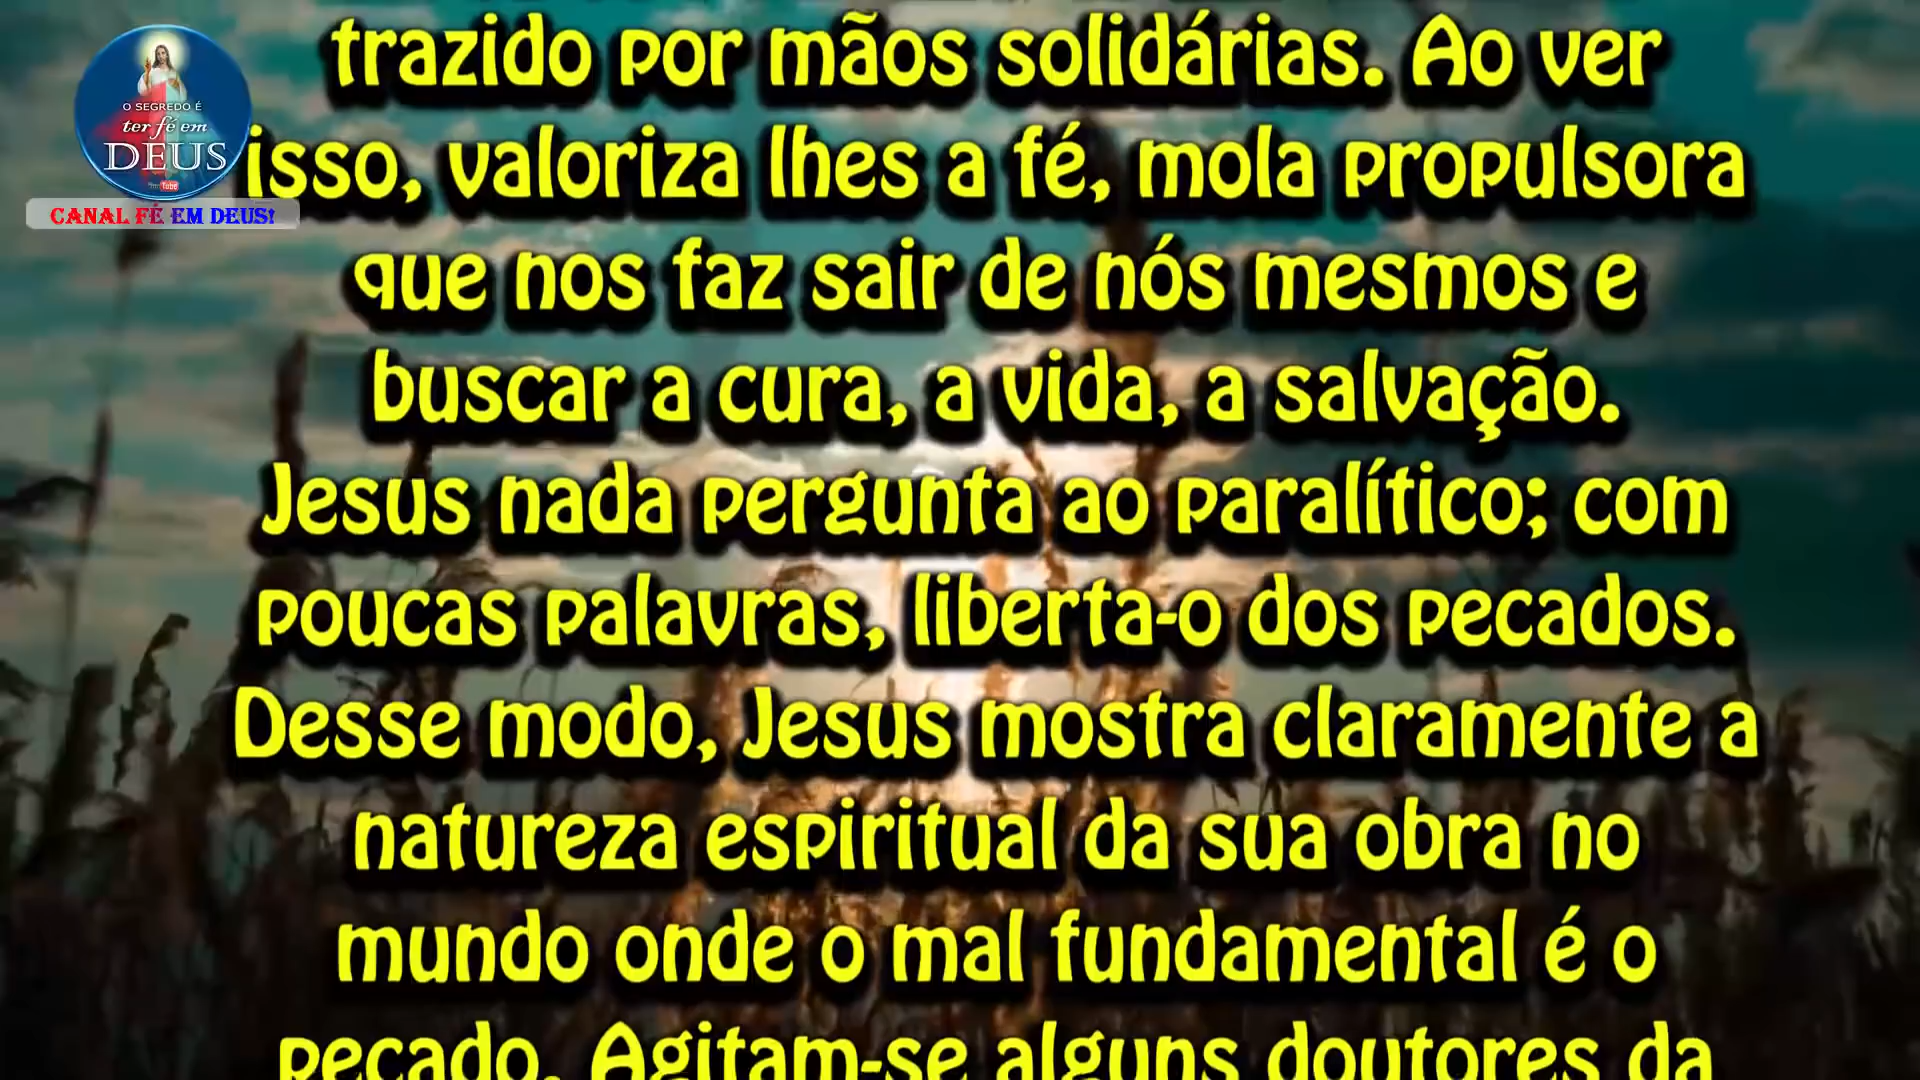 trazido por mãos solidárias. Ao ver
isso, valoriza lhes a fé, mola propulsora
que nos faz sair de nós mesmos e
buscar a cura, a vida, a salvação.
Jesus nada pergunta ao paralítico; com
poucas palavras, liberta-o dos pecados.
Desse modo, Jesus mostra claramente a
natureza espiritual da sua obra no
mundo onde o mal fundamental é o
pecado. Agitam-se alguns doutores da
O SEGREDO É
ter fé em
DEUS
YouTube
CANAL FÉ EM DEUS!